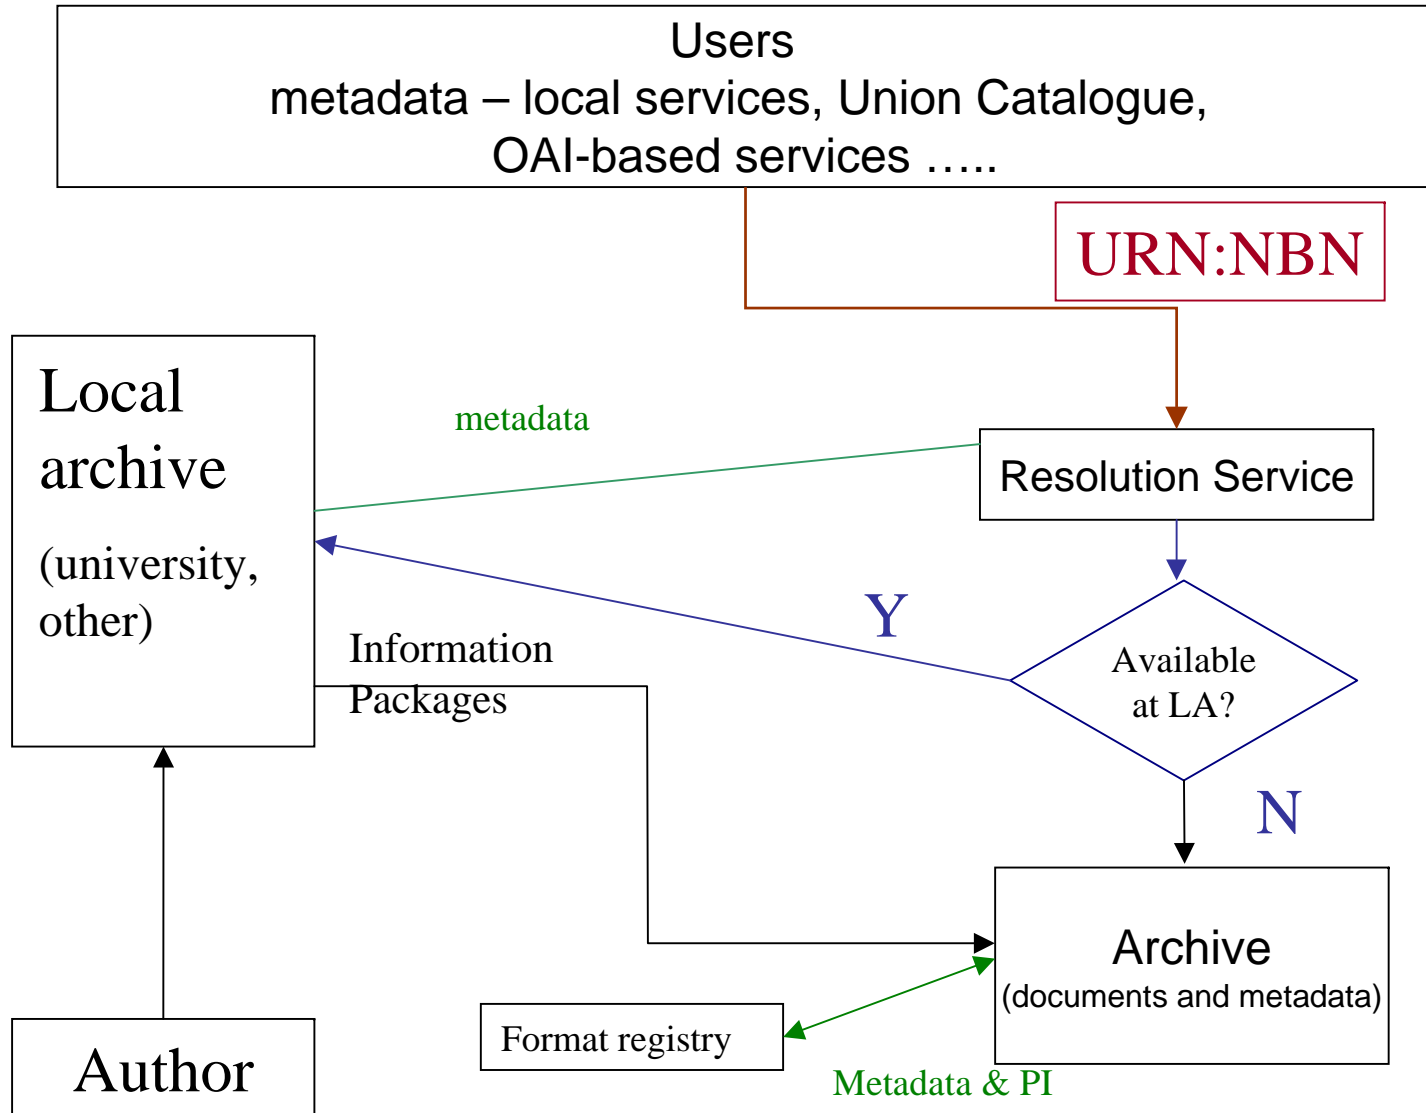 Users
metadata – local services, Union Catalogue,
OAI-based services …..
URN:NBN
Local
archive
(university,
other)
metadata
Resolution Service
Y
Available
at LA?
Information
Packages
N
Archive
(documents and metadata)
Format registry
Metadata & PI
Author